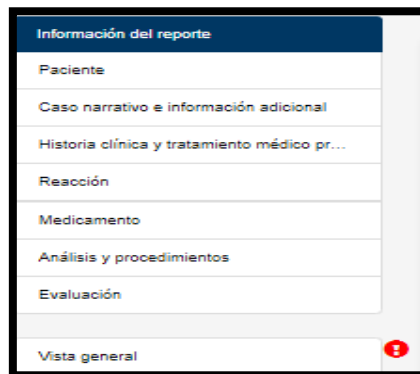 Información del reporte
Paciente
Caso narrativo e información adicional
Historia clínica y tratamiento médico pr...
Reacción
Medicamento
Análisis y procedimientos
Evaluación
Vista general